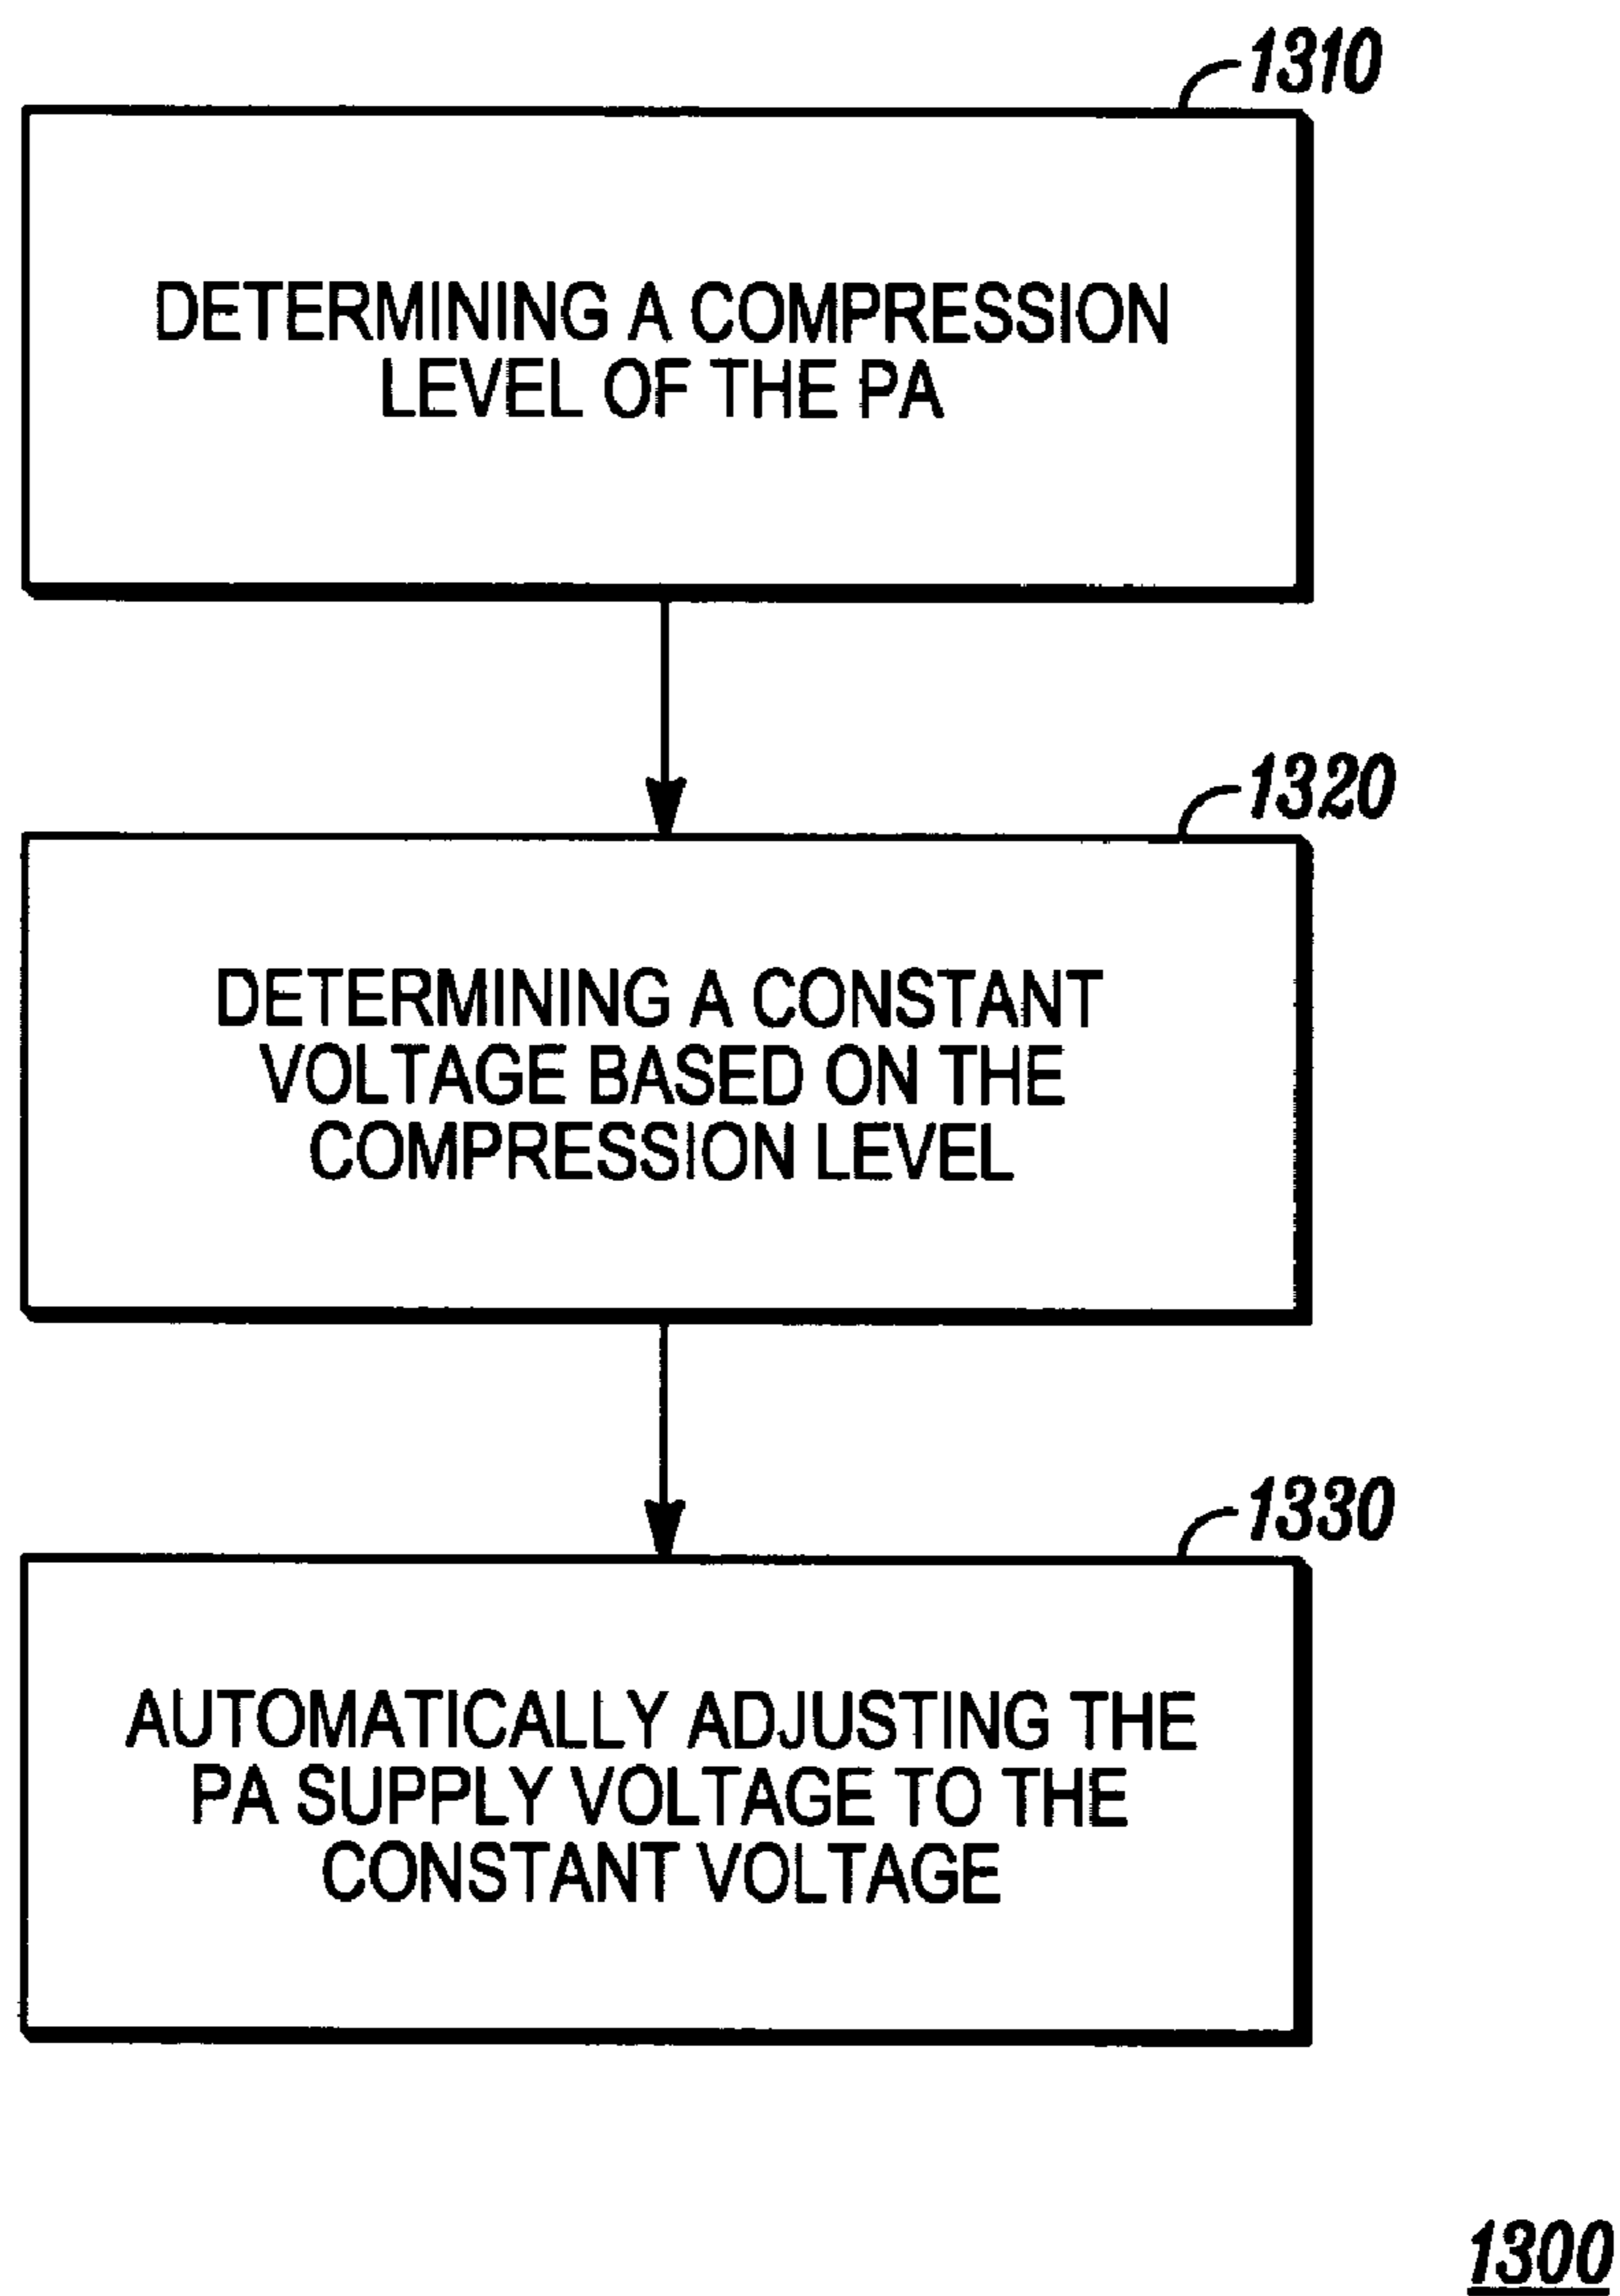 1310
DETERMINING A COMPRESSION
LEVEL OF THE PA
1320
DETERMINING A CONSTANT
VOLTAGE BASED ON THE
COMPRESSION LEVEL
1330
AUTOMATICALLY ADJUSTING THE
PA SUPPLY VOLTAGE TO THE
CONSTANT VOLTAGE
1300